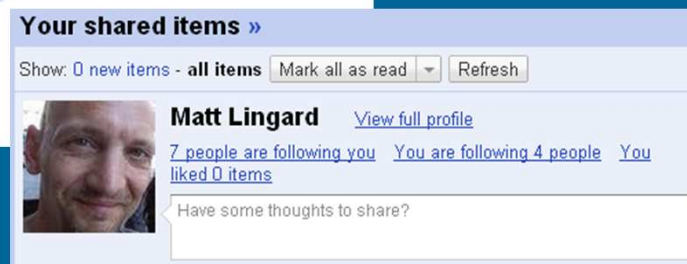 Your shared items »
Show: 0 new items - all items Mark all as read Refresh
Matt Lingard View full profile
7 people are following you You are following 4 people You
liked 0 items
Have some thoughts to share?